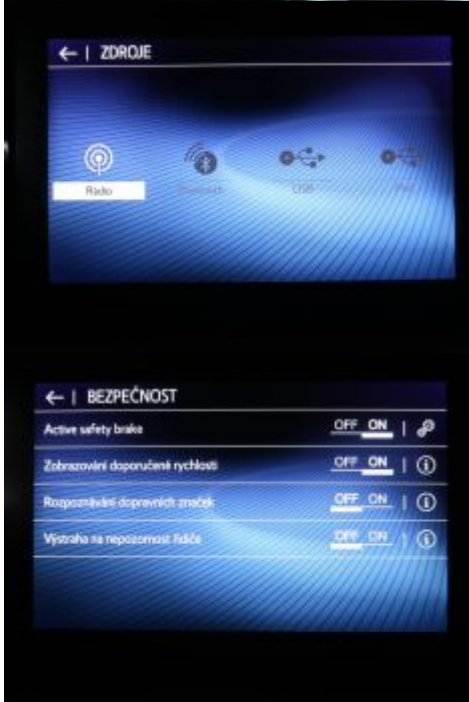 ← | ZDROJE
Radio USB
← | BEZPEČNOST
Active safety brake OFF ON |
Zobrazování doporučené rychlosti OFF ON |
Rozpoznávání dopravních značek OFF ON |
Výstraha na nepozornost řidiče OFF ON |